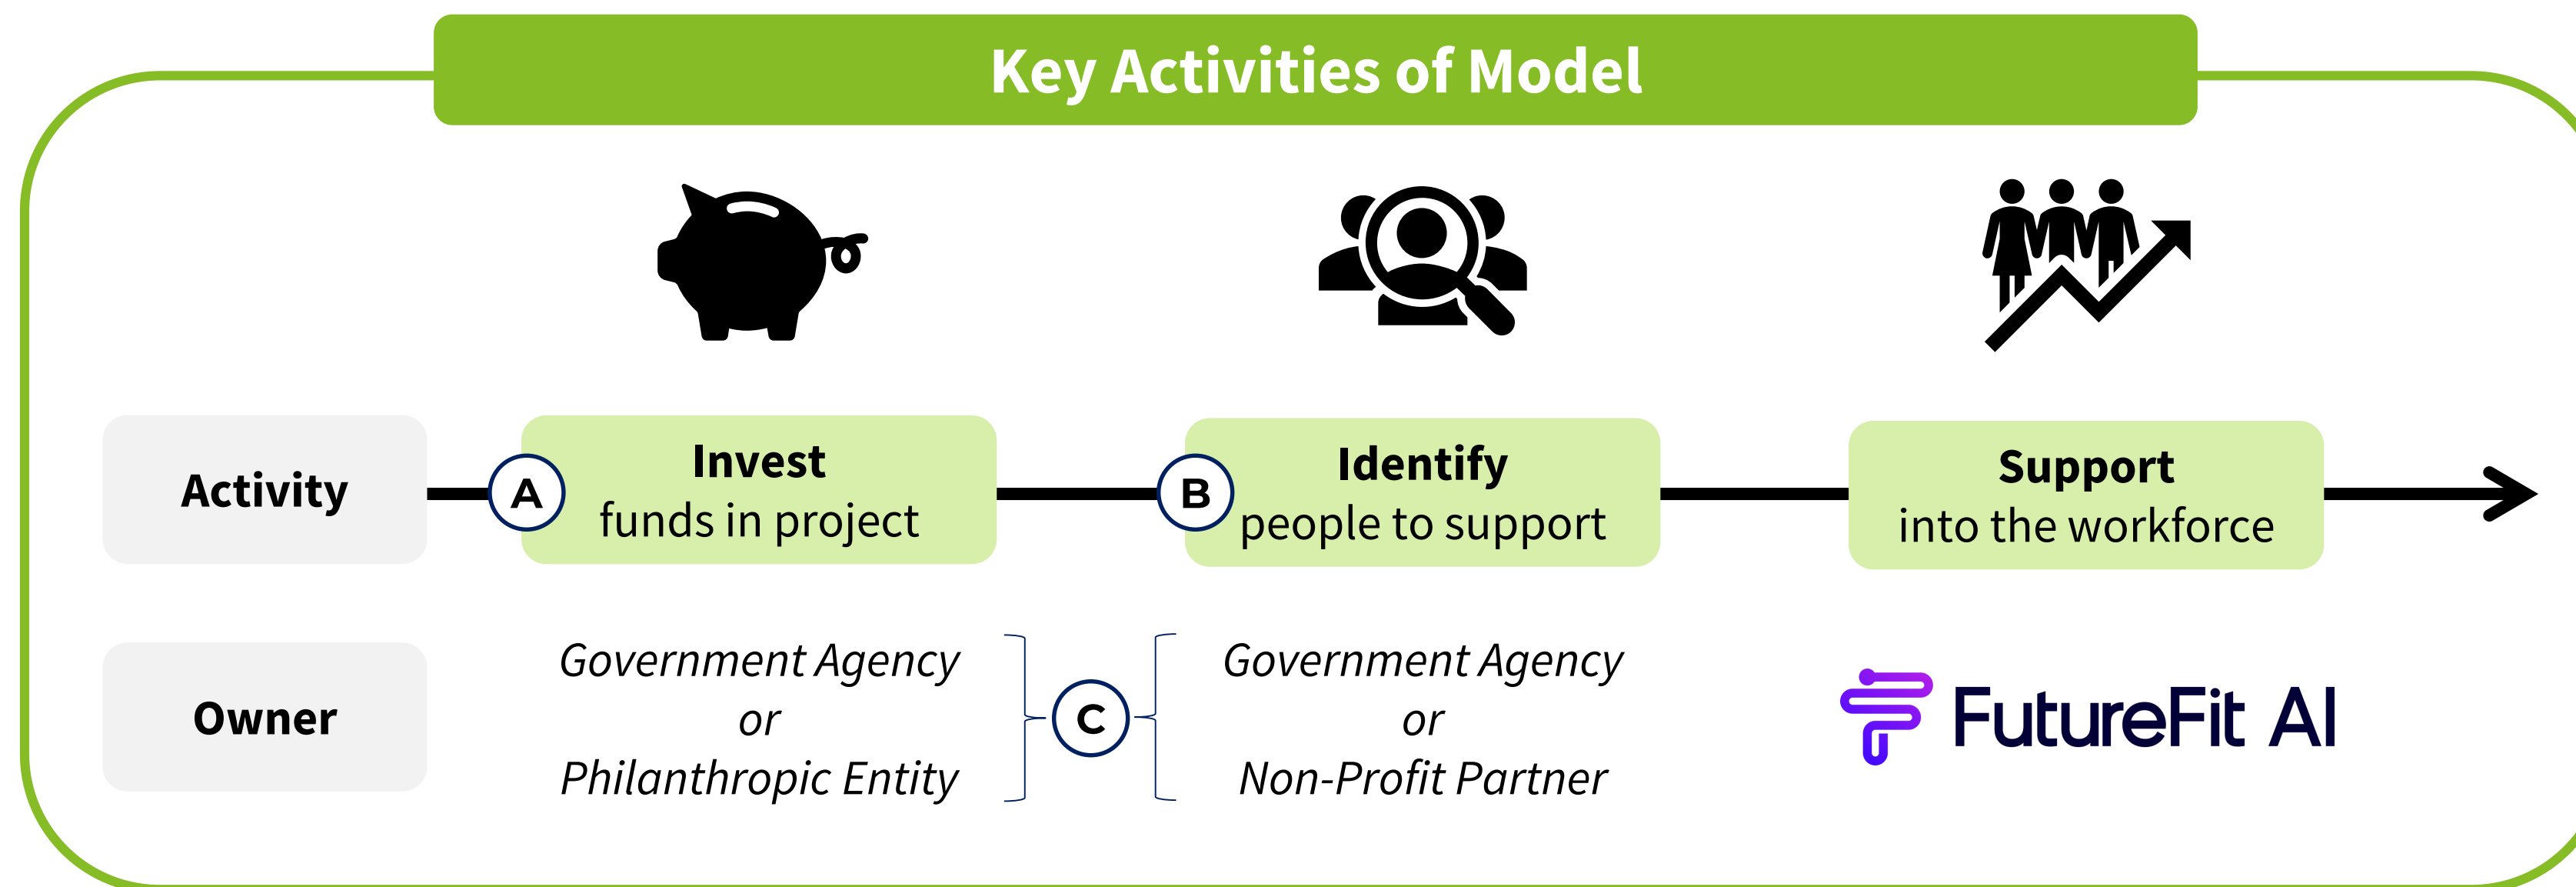 Key Activities of Model
Activity
A
Invest
funds in project
B
Identify
people to support
Support
into the workforce
Owner
Government Agency
or
Philanthropic Entity
C
Government Agency
or
Non-Profit Partner
FutureFit AI